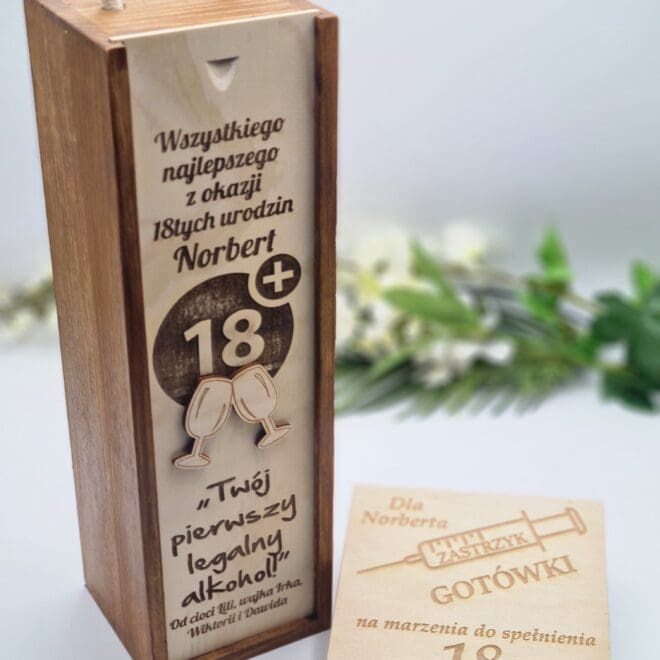 Wszystkiego
najlepszego
z okazji
18tych urodzin
Norbert
18
+
„Twój
pierwszy
legalny
alkohol!”
Od cioci Lili, wujka Irka,
Wiktorii i Dawida
Dla
Norberta
ZASTRZYK
GOTÓWKI
na marzenia do spełnienia
18